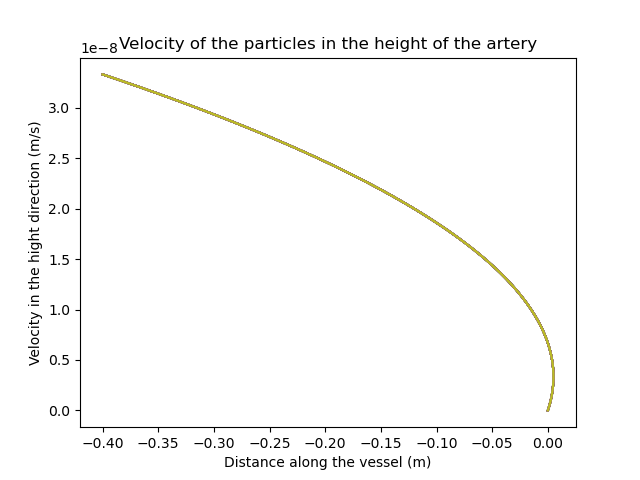 Velocity of the particles in the height of the artery
1e−8
3.0
2.5
2.0
1.5
1.0
0.5
0.0
Velocity in the hight direction (m/s)
−0.40 −0.35 −0.30 −0.25 −0.20 −0.15 −0.10 −0.05 0.00
Distance along the vessel (m)